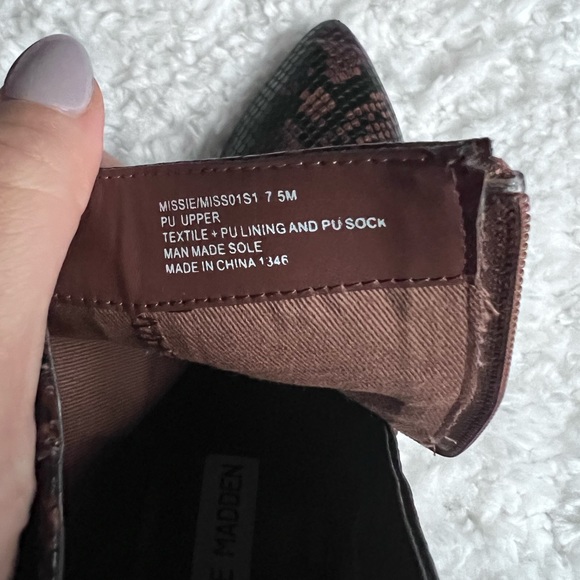 MISSIE/MISS01S1 7.5M
PU UPPER
TEXTILE + PU LINING AND PU SOCK
MAN MADE SOLE
MADE IN CHINA 1346
E MADDEN